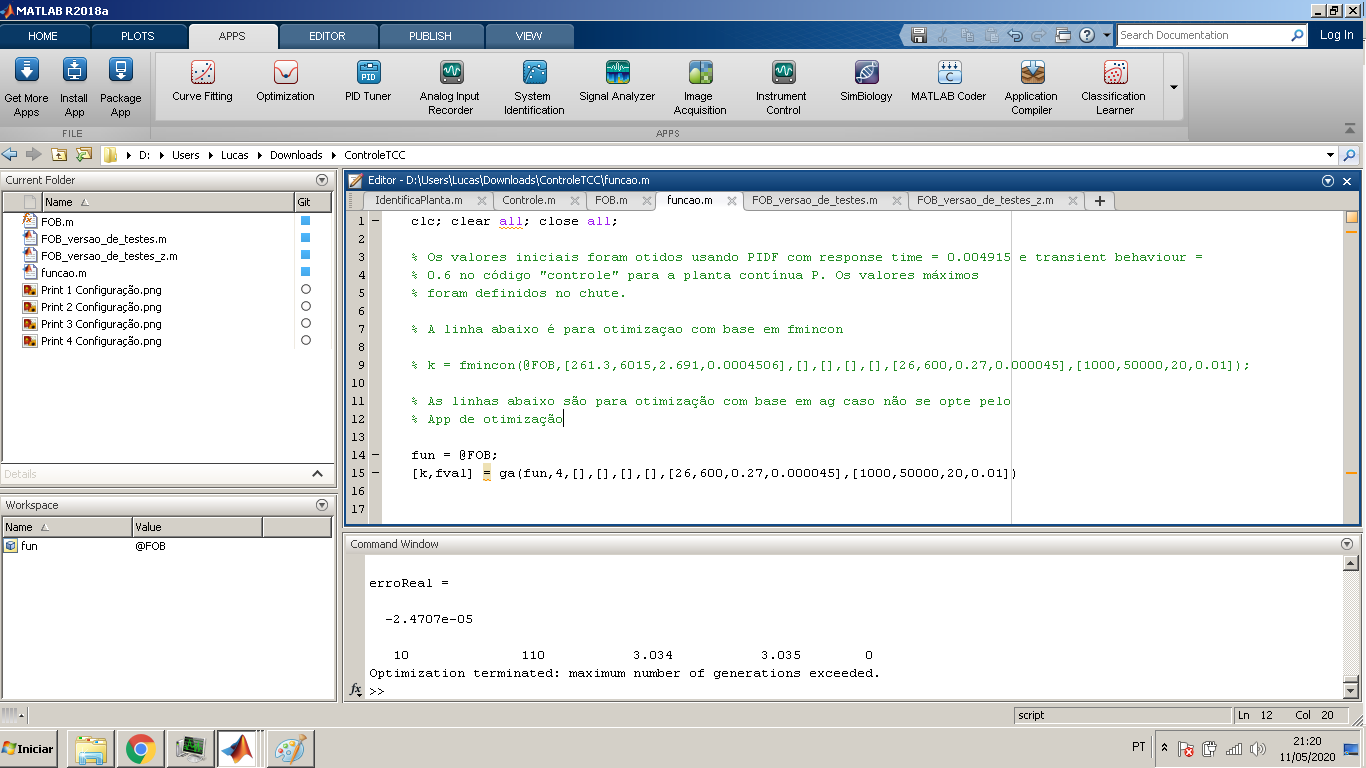 MATLAB R2018a
HOME PLOTS APPS EDITOR PUBLISH VIEW Search Documentation Log In
Get More Apps Install App Package App Curve Fitting Optimization PID Tuner Analog Input Recorder System Identification Signal Analyzer Image Acquisition Instrument Control SimBiology MATLAB Coder Application Compiler Classification Learner
FILE APPS
D: Users Lucas Downloads ControleTCC
Current Folder
Name Git
FOB.m
FOB_versao_de_testes.m
FOB_versao_de_testes_z.m
funcao.m
Print 1 Configuração.png
Print 2 Configuração.png
Print 3 Configuração.png
Print 4 Configuração.png
Details
Workspace
Name Value
fun @FOB
Editor - D:\Users\Lucas\Downloads\ControleTCC\funcao.m
IdentificaPlanta.m Controle.m FOB.m funcao.m FOB_versao_de_testes.m FOB_versao_de_testes_z.m
1 clc; clear all; close all;
2
3 % Os valores iniciais foram otidos usando PIDF com response time = 0.004915 e transient behaviour =
4 % 0.6 no código "controle" para a planta contínua P. Os valores máximos
5 % foram definidos no chute.
6
7 % A linha abaixo é para otimizaçao com base em fmincon
8
9 % k = fmincon(@FOB,[261.3,6015,2.691,0.0004506],[],[],[],[],[26,600,0.27,0.000045],[1000,50000,20,0.01]);
10
11 % As linhas abaixo são para otimização com base em ag caso não se opte pelo
12 % App de otimização
13
14 fun = @FOB;
15 [k,fval] = ga(fun,4,[],[],[],[],[26,600,0.27,0.000045],[1000,50000,20,0.01])
16
17
Command Window
erroReal =
-2.4707e-05
10 110 3.034 3.035 0
Optimization terminated: maximum number of generations exceeded.
fx >>
script Ln 12 Col 20
Iniciar PT 21:20
11/05/2020